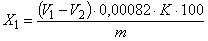 X₁ = (V₁ − V₂) · 0,00082 · K · 100 / m